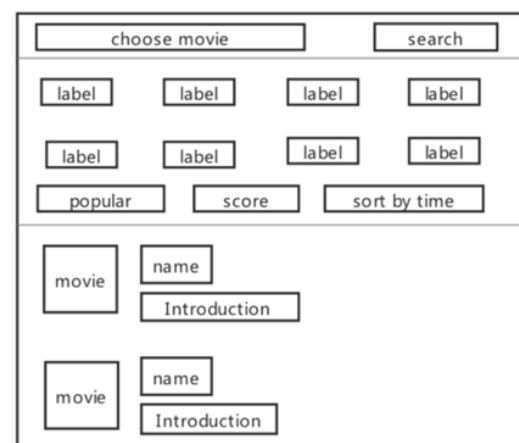 choose movie search
label label label label
label label label label
popular score sort by time
movie name
Introduction
movie name
Introduction